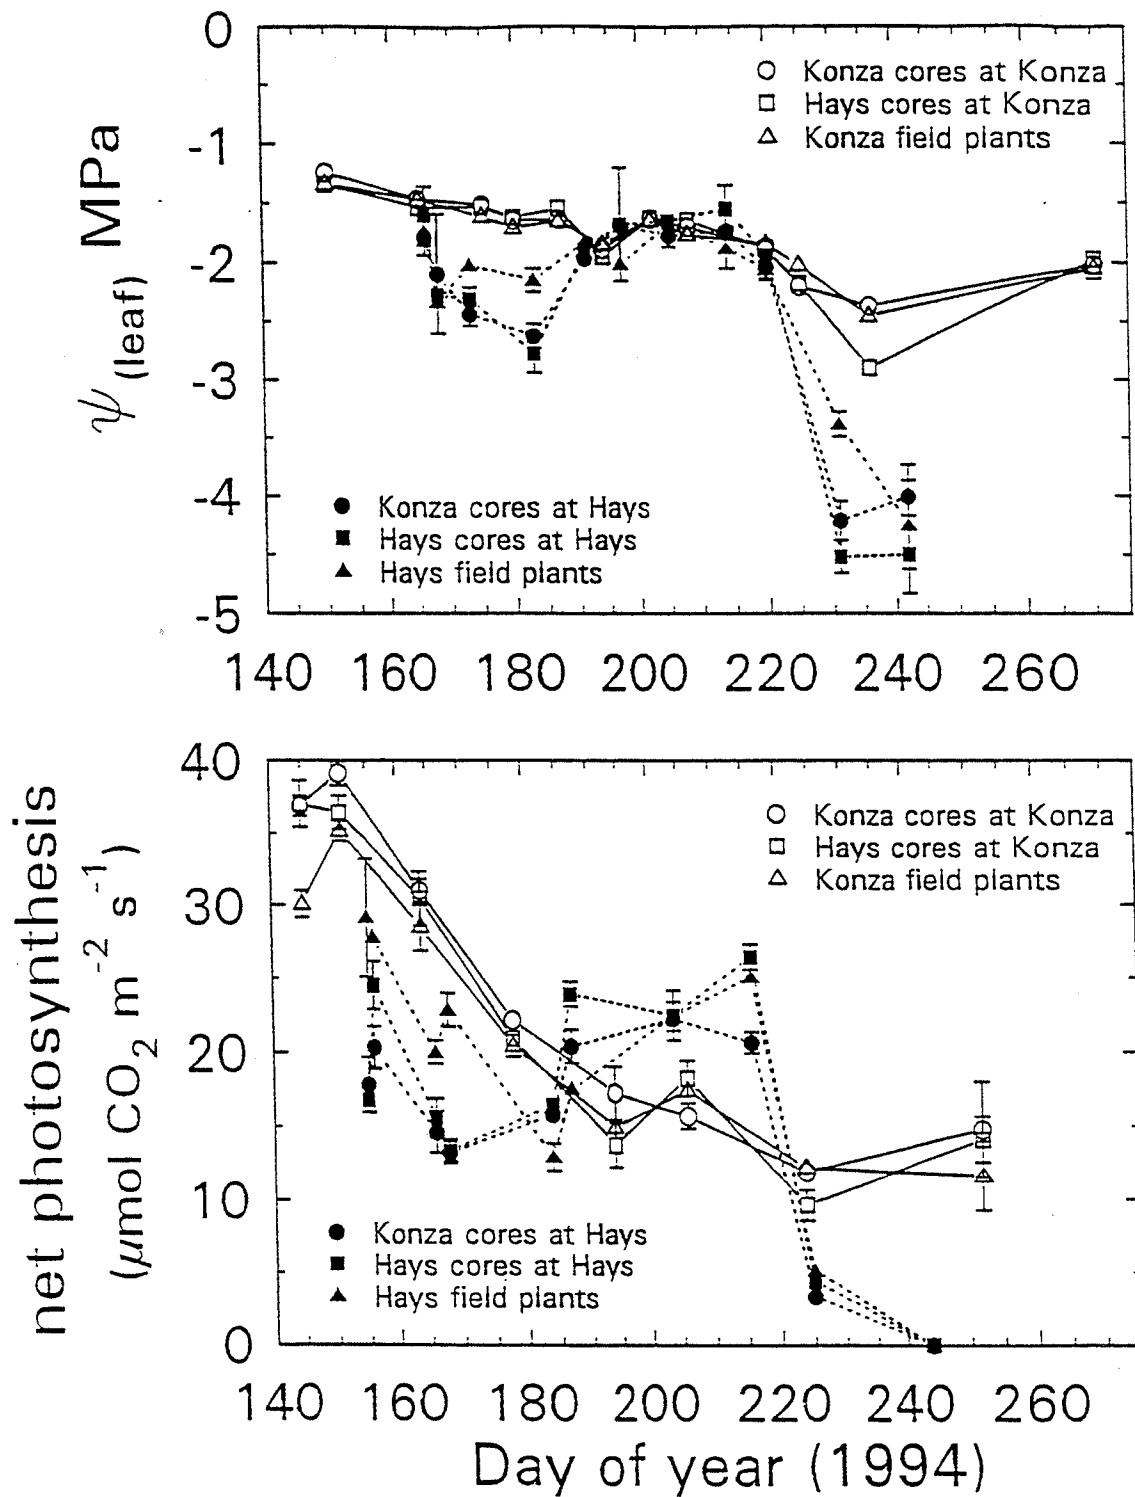 0
-1
-2
-3
-4
-5
ψ (leaf) MPa
Konza cores at Konza
Hays cores at Konza
Konza field plants
Konza cores at Hays
Hays cores at Hays
Hays field plants
140 160 180 200 220 240 260
40
30
20
10
0
net photosynthesis
(μmol CO₂ m⁻² s⁻¹)
Konza cores at Konza
Hays cores at Konza
Konza field plants
Konza cores at Hays
Hays cores at Hays
Hays field plants
140 160 180 200 220 240 260
Day of year (1994)